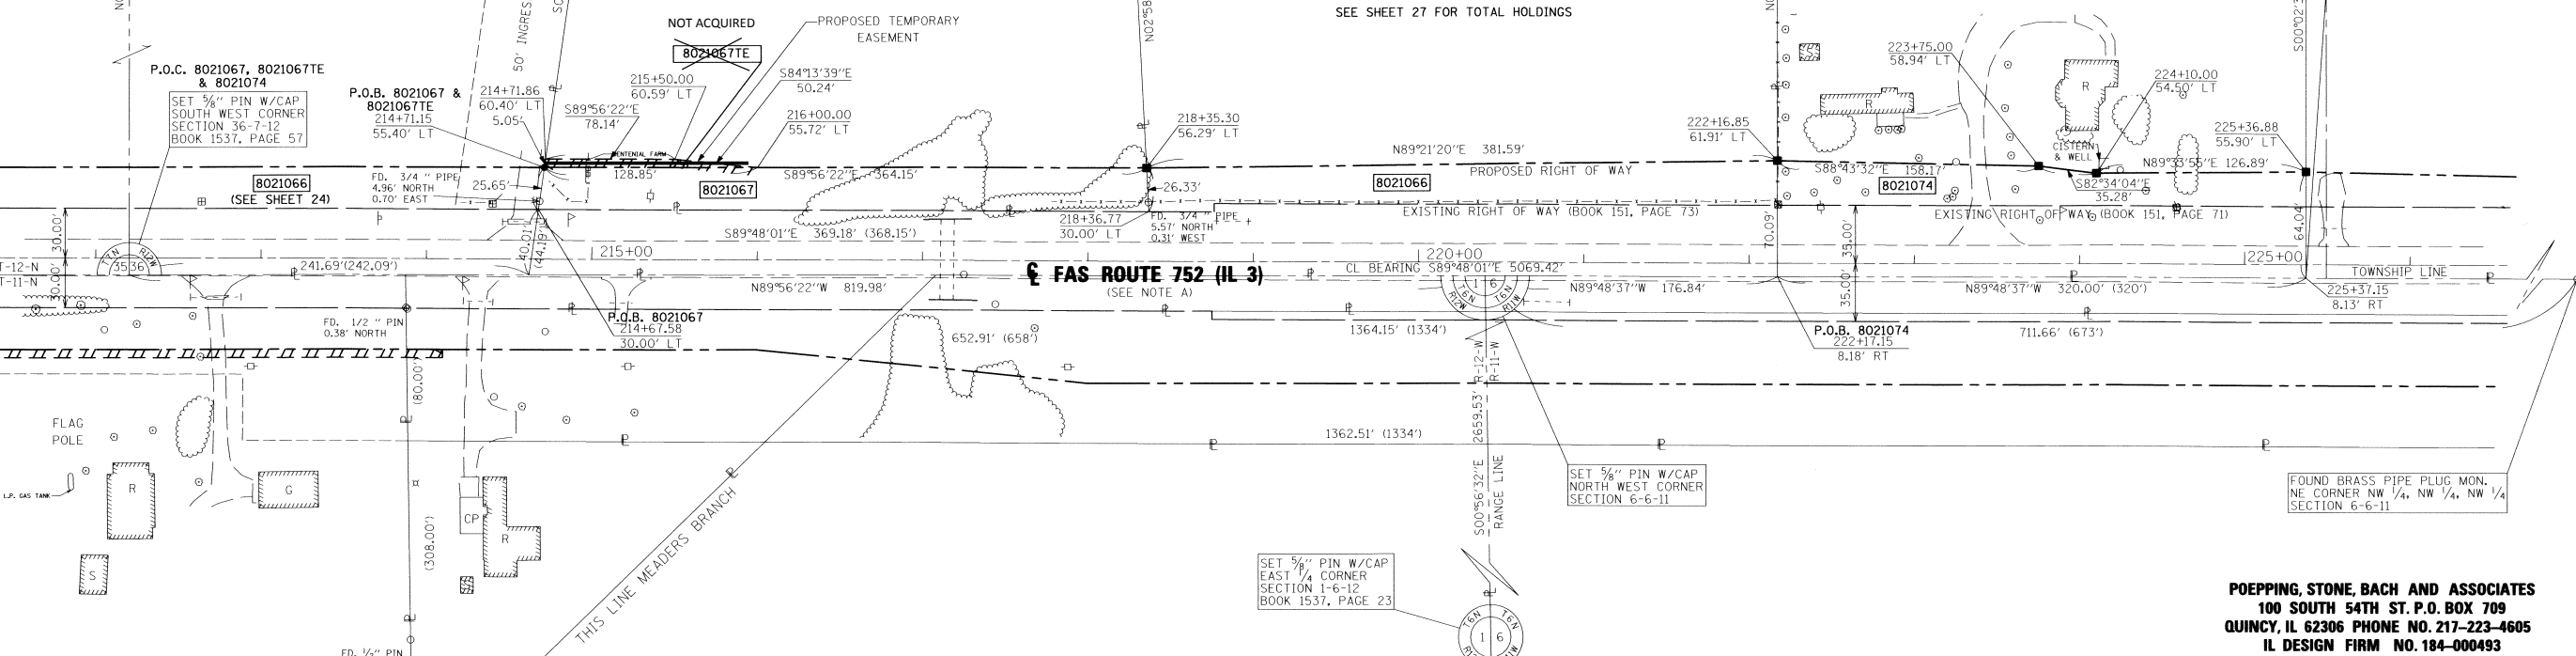 SEE SHEET 27 FOR TOTAL HOLDINGS
NOT ACQUIRED
8021067TE
PROPOSED TEMPORARY
EASEMENT
50' INGRES
N02°58
S00°02'3
P.O.C. 8021067, 8021067TE
& 8021074
SET 5/8" PIN W/CAP
SOUTH WEST CORNER
SECTION 36-7-12
BOOK 1537, PAGE 57
P.O.B. 8021067 &
8021067TE
214+71.15
55.40' LT
214+71.86
60.40' LT
5.05'
S89°56'22"E
78.14'
215+50.00
60.59' LT
S84°13'39"E
50.24'
216+00.00
55.72' LT
218+35.30
56.29' LT
222+16.85
61.91' LT
223+75.00
58.94' LT
224+10.00
54.50' LT
225+36.88
55.90' LT
R
R
S
CISTERN
& WELL
N89°33'55"E 126.89'
N89°21'20"E 381.59'
PROPOSED RIGHT OF WAY
S88°43'32"E 158.17'
S82°34'04"E
35.28
8021066
(SEE SHEET 24)
FD. 3/4 " PIPE
4.96' NORTH
0.70' EAST
25.65'
CENTENIAL FARM
128.85'
8021067
S89°56'22"E 364.15'
26.33'
8021066
8021074
218+36.77
30.00' LT
FD. 3/4 " PIPE
5.57' NORTH
0.31' WEST
EXISTING RIGHT OF WAY (BOOK 151, PAGE 73)
EXISTING RIGHT OF WAY (BOOK 151, PAGE 71)
S89°48'01"E 369.18' (368.15')
30.00'
30.00'
40.01'
(44.19')
70.09'
35.00'
35.00'
64.04'
T-12-N
T-11-N
T7N
R12W
35 36
241.69'(242.09')
215+00
220+00
225+00
℄ FAS ROUTE 752 (IL 3)
(SEE NOTE A)
CL BEARING S89°48'01"E 5069.42'
TOWNSHIP LINE
N89°56'22"W 819.98'
1 6
T6N T6N
R12W R11W
N89°48'37"W 176.84'
N89°48'37"W 320.00' (320')
225+37.15
8.13' RT
FD. 1/2 " PIN
0.38' NORTH
P.O.B. 8021067
214+67.58
30.00' LT
652.91' (658')
1364.15' (1334')
P.O.B. 8021074
222+17.15
8.18' RT
711.66' (673')
(80.00')
(308.00')
R-12-W
R-11-W
S00°56'32"E 2659.53'
RANGE LINE
FLAG
POLE
L.P. GAS TANK
R
G
S
CP
R
1362.51' (1334')
THIS LINE MEADERS BRANCH
SET 5/8" PIN W/CAP
NORTH WEST CORNER
SECTION 6-6-11
FOUND BRASS PIPE PLUG MON.
NE CORNER NW 1/4, NW 1/4, NW 1/4
SECTION 6-6-11
SET 5/8" PIN W/CAP
EAST 1/4 CORNER
SECTION 1-6-12
BOOK 1537, PAGE 23
T6N T6N
1 6
FD. 1/2" PIN
POEPPING, STONE, BACH AND ASSOCIATES
100 SOUTH 54TH ST. P.O. BOX 709
QUINCY, IL 62306 PHONE NO. 217-223-4605
IL DESIGN FIRM NO. 184-000493